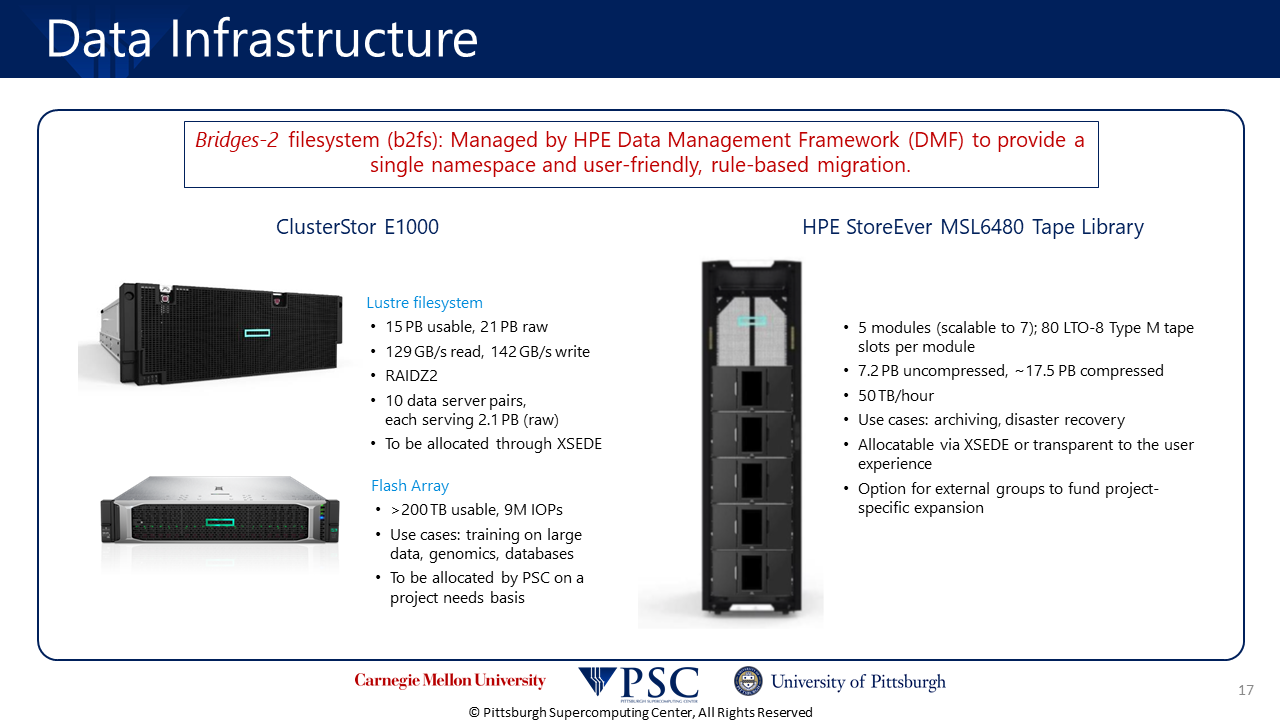 Data Infrastructure
Bridges-2 filesystem (b2fs): Managed by HPE Data Management Framework (DMF) to provide a
single namespace and user-friendly, rule-based migration.
ClusterStor E1000
Lustre filesystem
• 15 PB usable, 21 PB raw
• 129 GB/s read, 142 GB/s write
• RAIDZ2
• 10 data server pairs,
each serving 2.1 PB (raw)
• To be allocated through XSEDE
Flash Array
• >200 TB usable, 9M IOPs
• Use cases: training on large
data, genomics, databases
• To be allocated by PSC on a
project needs basis
HPE StoreEver MSL6480 Tape Library
• 5 modules (scalable to 7); 80 LTO-8 Type M tape
slots per module
• 7.2 PB uncompressed, ~17.5 PB compressed
• 50 TB/hour
• Use cases: archiving, disaster recovery
• Allocatable via XSEDE or transparent to the user
experience
• Option for external groups to fund project-
specific expansion
Carnegie Mellon University
PSC
PITTSBURGH SUPERCOMPUTING CENTER
University of Pittsburgh
© Pittsburgh Supercomputing Center, All Rights Reserved
17